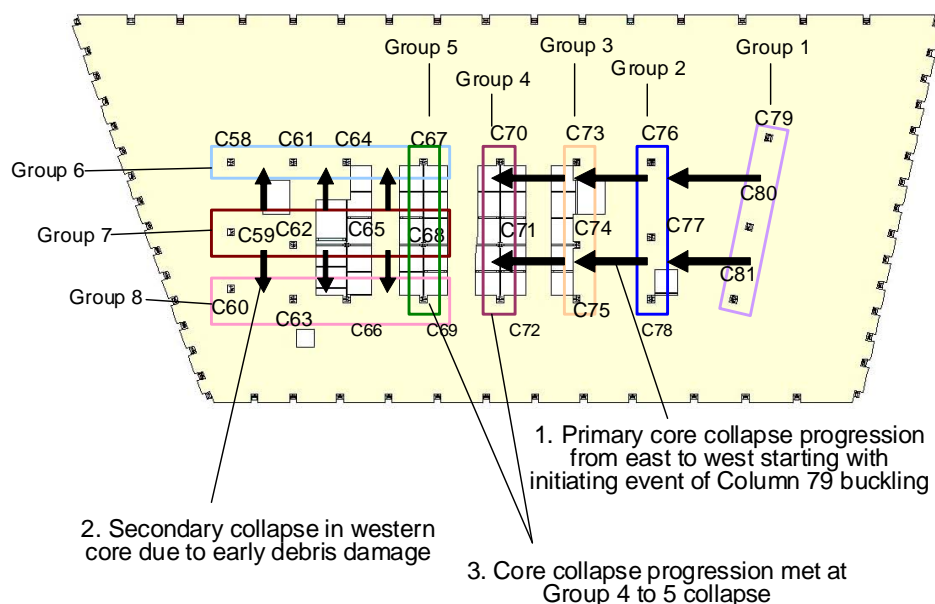 Group 5
Group 3
Group 1
Group 4
Group 2
C79
C58
C61
C64
C67
C70
C73
C76
Group 6
C80
Group 7
C59
C62
C65
C68
C71
C74
C77
C81
Group 8
C60
C63
C66
C69
C72
C75
C78
1. Primary core collapse progression
from east to west starting with
initiating event of Column 79 buckling
2. Secondary collapse in western
core due to early debris damage
3. Core collapse progression met at
Group 4 to 5 collapse